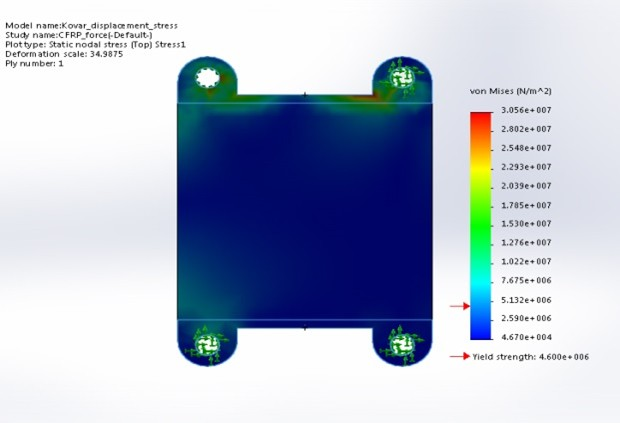 Model name:Kovar_displacement_stress
Study name:CFRP_force(-Default-)
Plot type: Static nodal stress (Top) Stress1
Deformation scale: 34.9875
Ply number: 1
von Mises (N/m^2)
3.056e+007
2.802e+007
2.548e+007
2.293e+007
2.039e+007
1.785e+007
1.530e+007
1.276e+007
1.022e+007
7.675e+006
5.132e+006
2.590e+006
4.670e+004
Yield strength: 4.600e+006